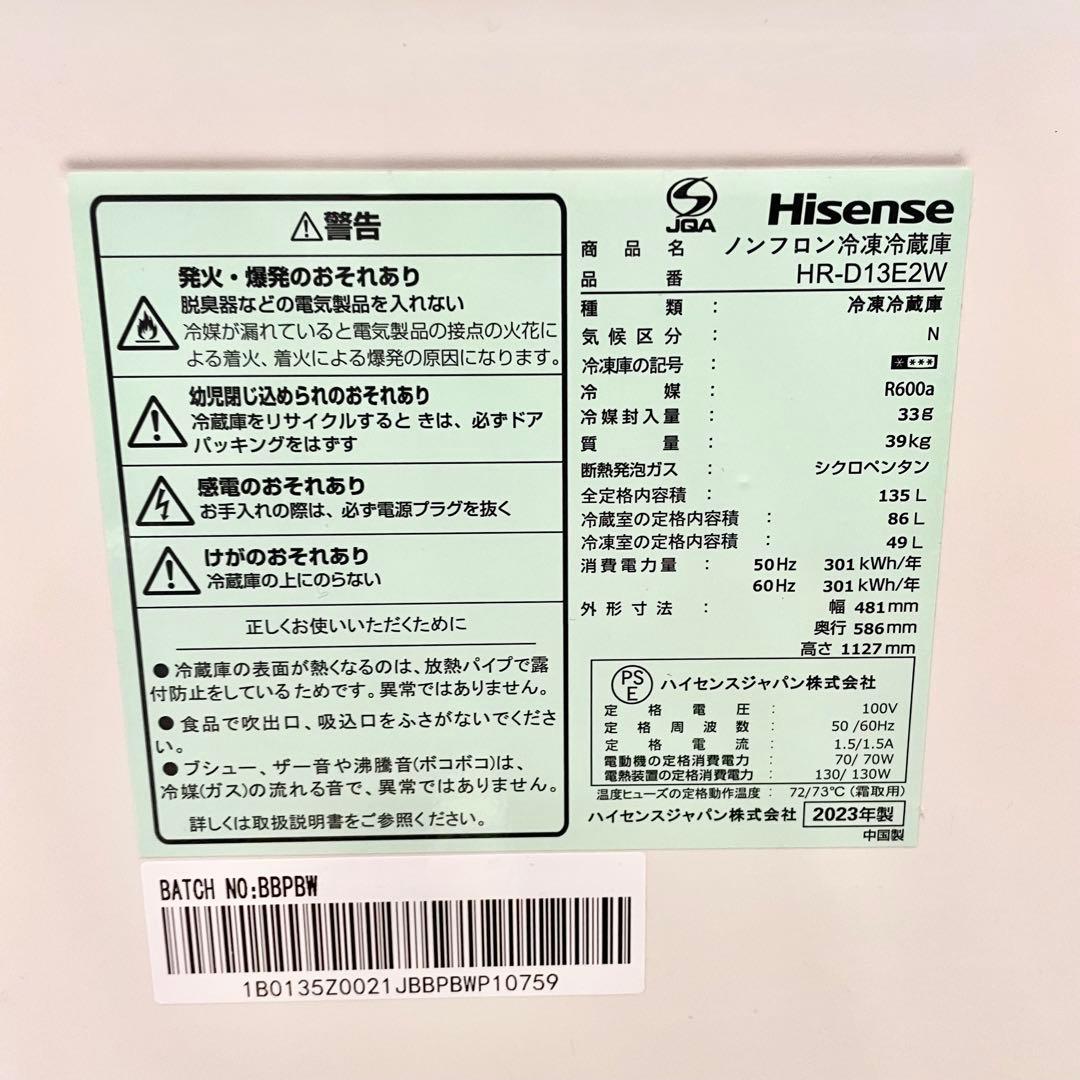 ⚠警告
発火・爆発のおそれあり
脱臭器などの電気製品を入れない
冷媒が漏れていると電気製品の接点の火花に
よる着火、着火による爆発の原因になります。
幼児閉じ込められのおそれあり
冷蔵庫をリサイクルするときは、必ずドア
パッキングをはずす
感電のおそれあり
お手入れの際は、必ず電源プラグを抜く
けがのおそれあり
冷蔵庫の上にのらない
正しくお使いいただくために
●冷蔵庫の表面が熱くなるのは、放熱パイプで露
付防止をしているためです。異常ではありません。
●食品で吹出口、吸込口をふさがないでくださ
い。
●ブシュー、ザー音や沸騰音(ボコボコ)は、
冷媒(ガス)の流れる音で、異常ではありません。
詳しくは取扱説明書をご参照ください。
JQA Hisense
商品名 ノンフロン冷凍冷蔵庫
品番 HR-D13E2W
種類 : 冷凍冷蔵庫
気候区分 : N
冷凍庫の記号 : ****
冷媒 : R600a
冷媒封入量 : 33g
質量 : 39kg
断熱発泡ガス : シクロペンタン
全定格内容積 : 135 L
冷蔵室の定格内容積 : 86 L
冷凍室の定格内容積 : 49 L
消費電力量 : 50Hz 301 kWh/年
60Hz 301 kWh/年
外形寸法 : 幅 481mm
奥行 586mm
高さ 1127 mm
PSE ハイセンスジャパン株式会社
定格電圧 : 100V
定格周波数 : 50 /60Hz
定格電流 : 1.5/1.5A
電動機の定格消費電力 : 70/ 70W
電熱装置の定格消費電力 : 130/ 130W
温度ヒューズの定格動作温度 : 72/73℃ (霜取用)
ハイセンスジャパン株式会社 2023年製
中国製
BATCH NO:BBPBW
1B0135Z0021JBBPBWP10759